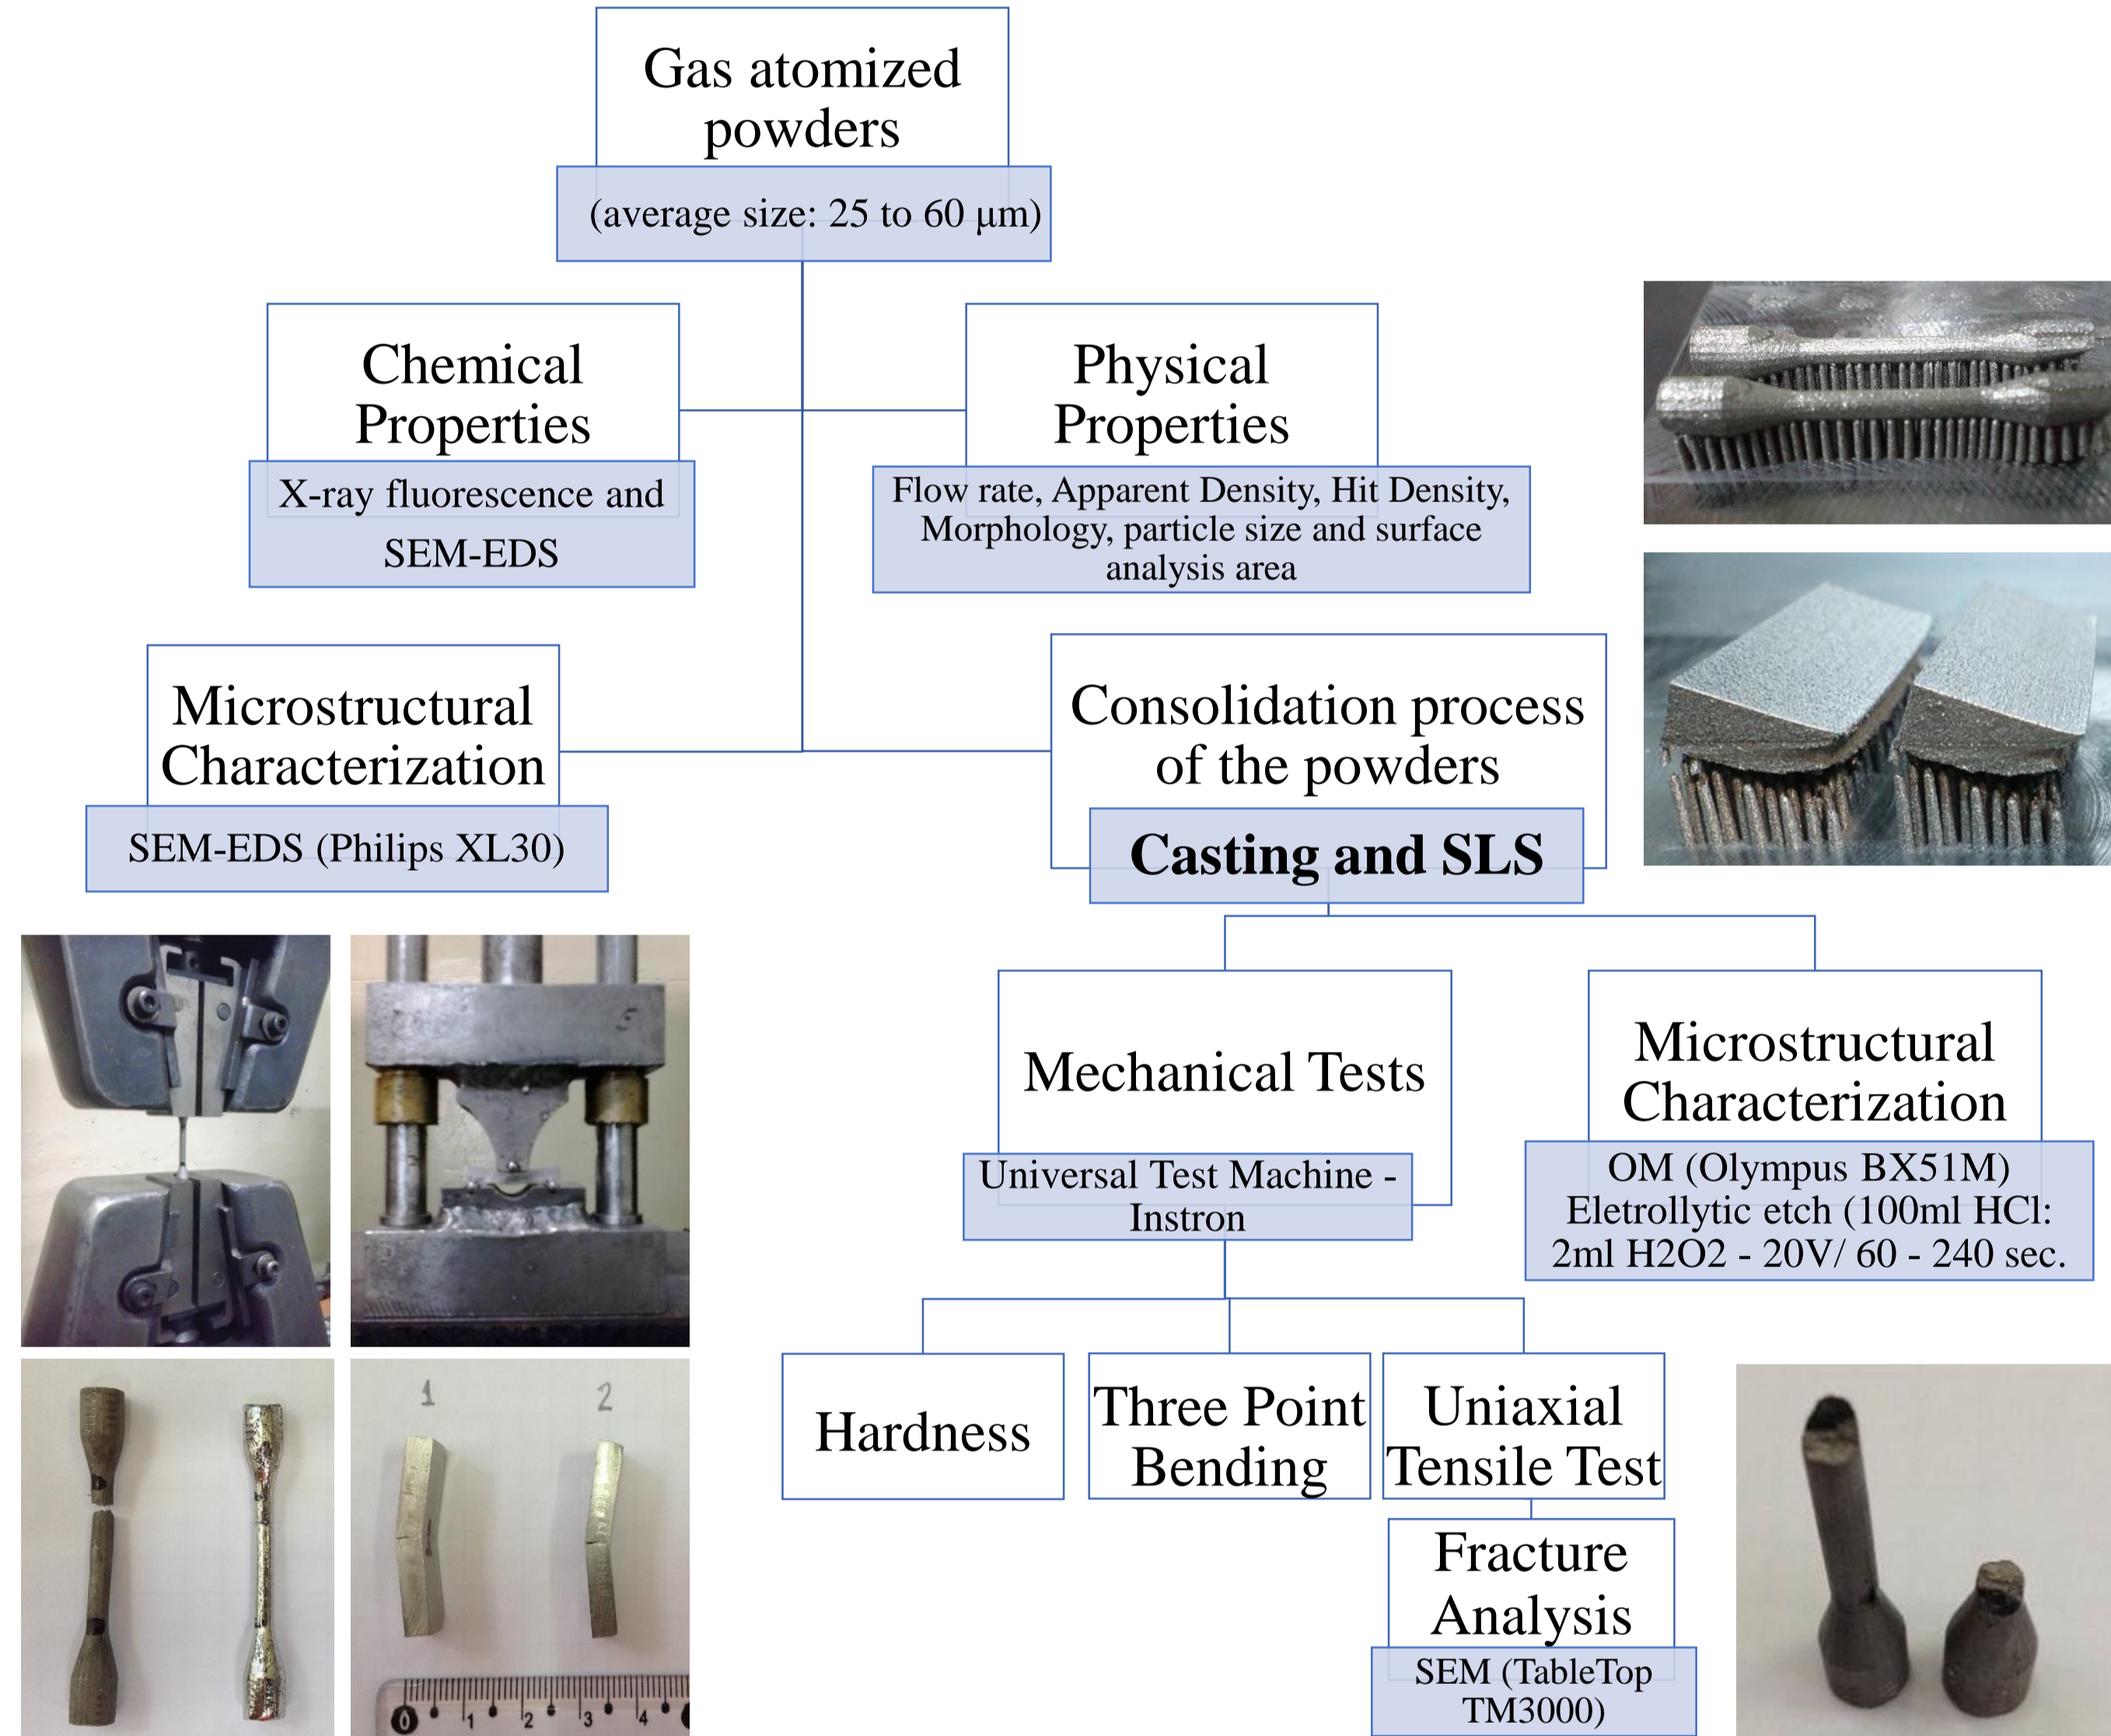 Gas atomized
powders
(average size: 25 to 60 μm)
Chemical
Properties
X-ray fluorescence and
SEM-EDS
Physical
Properties
Flow rate, Apparent Density, Hit Density,
Morphology, particle size and surface
analysis area
Microstructural
Characterization
SEM-EDS (Philips XL30)
Consolidation process
of the powders
Casting and SLS
Mechanical Tests
Universal Test Machine -
Instron
Microstructural
Characterization
OM (Olympus BX51M)
Eletrollytic etch (100ml HCl:
2ml H2O2 - 20V/ 60 - 240 sec.
Hardness
Three Point
Bending
Uniaxial
Tensile Test
Fracture
Analysis
SEM (TableTop
TM3000)
5
1 2
0 1 2 3 4